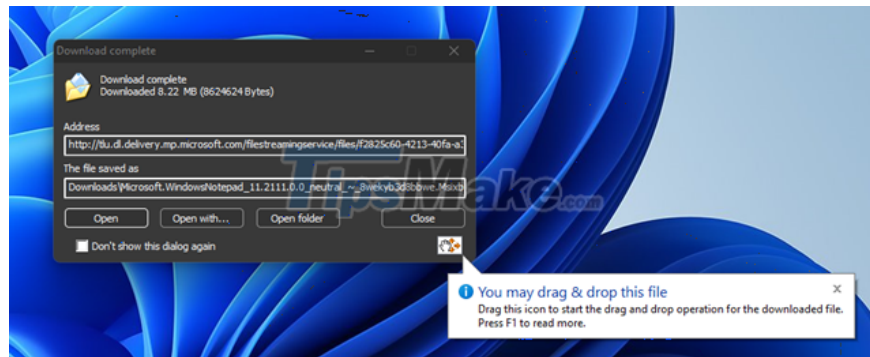 Download complete
Download complete
Downloaded 8.22 MB (8624624 Bytes)
Address
http://tlu.dl.delivery.mp.microsoft.com/filestreamingservice/files/f2825c60-4213-40fa-a3
The file saved as
Downloads\Microsoft.WindowsNotepad_11.2111.0.0_neutral_~_8wekyb3d8bbwe.Msixb
TipsMake.com
Open
Open with...
Open folder
Close
Don't show this dialog again
You may drag & drop this file
Drag this icon to start the drag and drop operation for the downloaded file.
Press F1 to read more.